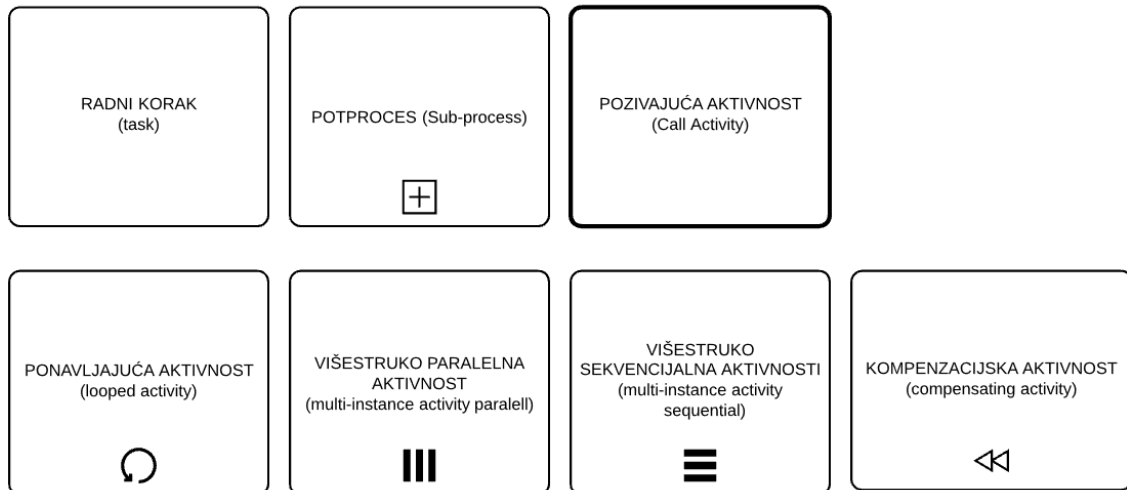 RADNI KORAK
(task)
POTPROCES (Sub-process)
POZIVAJUĆA AKTIVNOST
(Call Activity)
PONAVLJAJUĆA AKTIVNOST
(looped activity)
VIŠESTRUKO PARALELNA
AKTIVNOST
(multi-instance activity paralell)
VIŠESTRUKO
SEKVENCIJALNA AKTIVNOSTI
(multi-instance activity
sequential)
KOMPENZACIJSKA AKTIVNOST
(compensating activity)